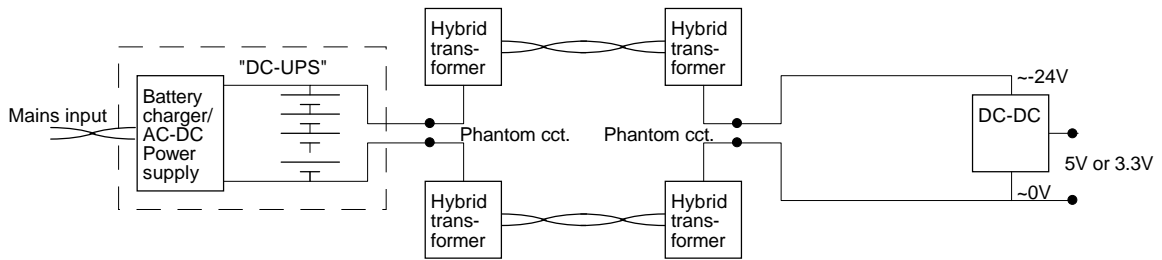 Mains input
"DC-UPS"
Battery
charger/
AC-DC
Power
supply
Hybrid
trans-
former
Hybrid
trans-
former
Phantom cct.
Phantom cct.
Hybrid
trans-
former
Hybrid
trans-
former
~-24V
DC-DC
5V or 3.3V
~0V